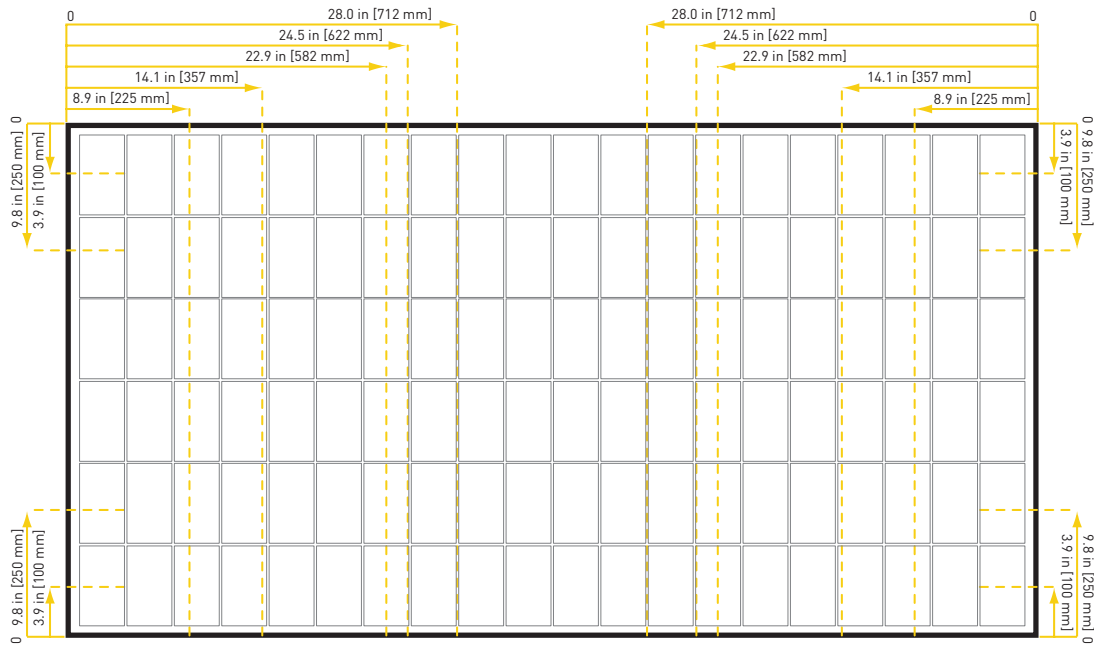 0
28.0 in [712 mm]
28.0 in [712 mm]
0
24.5 in [622 mm]
24.5 in [622 mm]
22.9 in [582 mm]
22.9 in [582 mm]
14.1 in [357 mm]
14.1 in [357 mm]
8.9 in [225 mm]
8.9 in [225 mm]
0
9.8 in [250 mm]
3.9 in [100 mm]
0
3.9 in [100 mm]
9.8 in [250 mm]
9.8 in [250 mm]
3.9 in [100 mm]
0
3.9 in [100 mm]
9.8 in [250 mm]
0